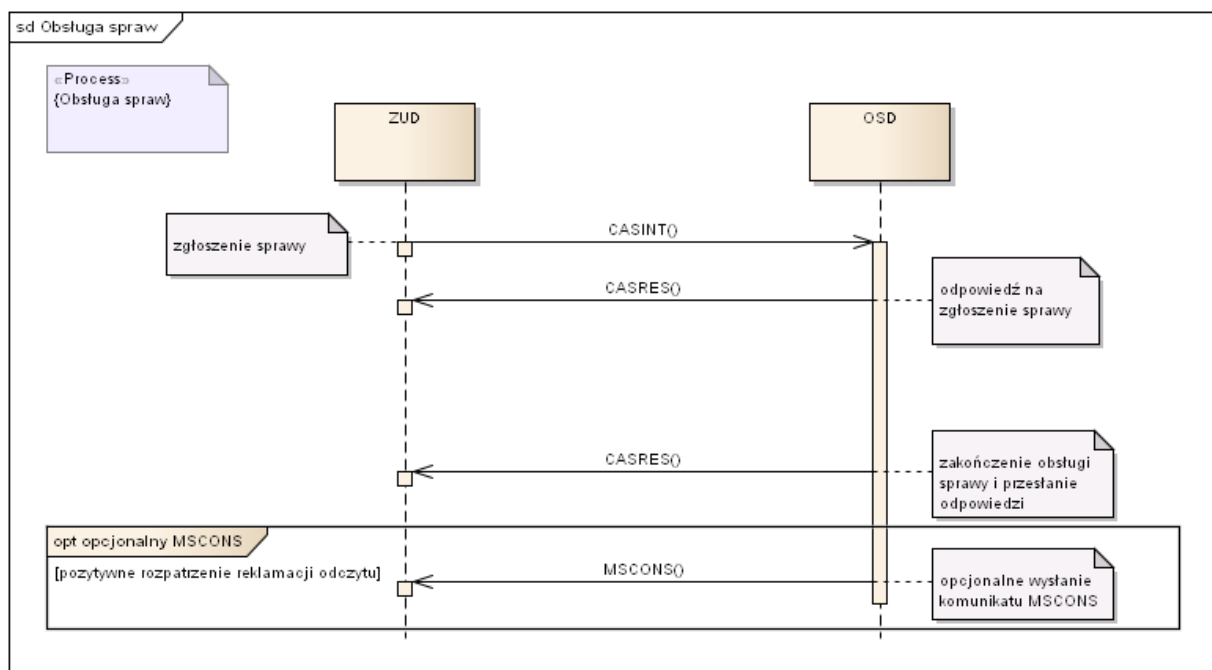 sd Obsługa spraw
«Process»
{Obsługa spraw}
ZUD
OSD
zgłoszenie sprawy
CASINT()
CASRES()
odpowiedź na
zgłoszenie sprawy
CASRES()
zakończenie obsługi
sprawy i przesłanie
odpowiedzi
opt opcjonalny MSCONS
[pozytywne rozpatrzenie reklamacji odczytu]
MSCONS()
opcjonalne wysłanie
komunikatu MSCONS